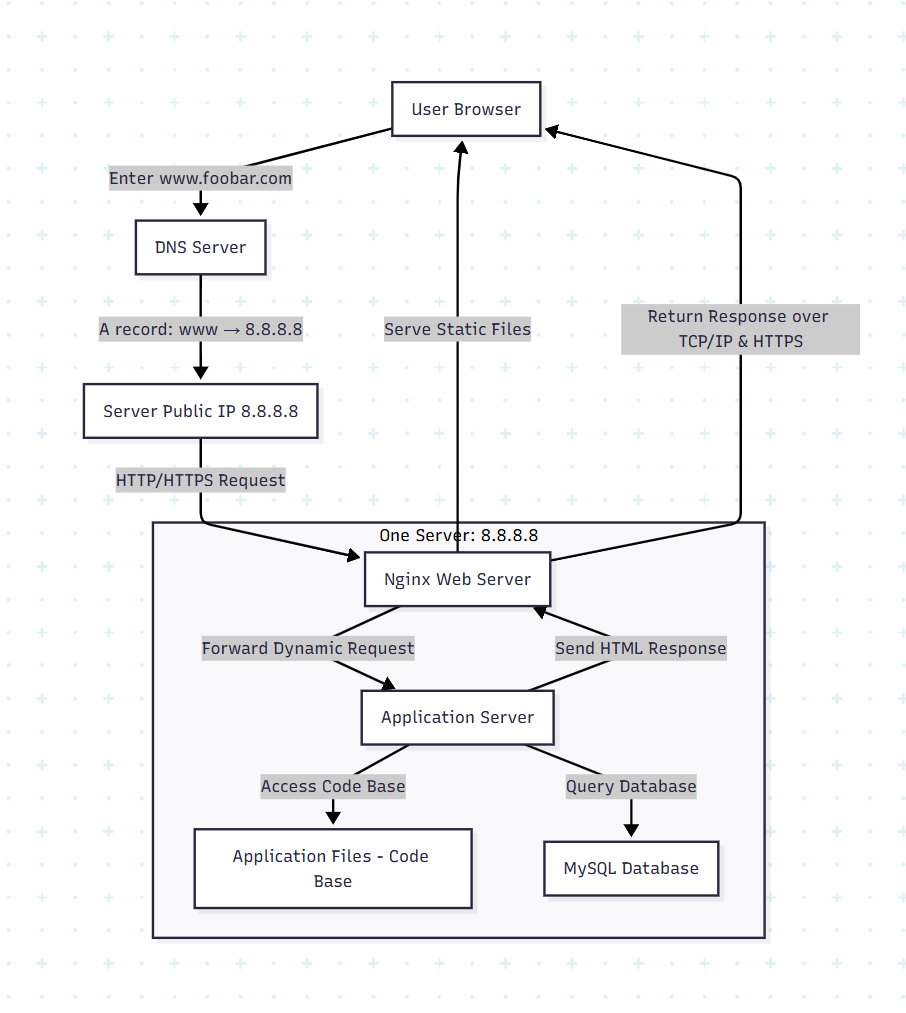 User Browser
Enter www.foobar.com
DNS Server
A record: www → 8.8.8.8
Serve Static Files
Return Response over
TCP/IP & HTTPS
Server Public IP 8.8.8.8
HTTP/HTTPS Request
One Server: 8.8.8.8
Nginx Web Server
Forward Dynamic Request
Send HTML Response
Application Server
Access Code Base
Query Database
Application Files - Code
Base
MySQL Database